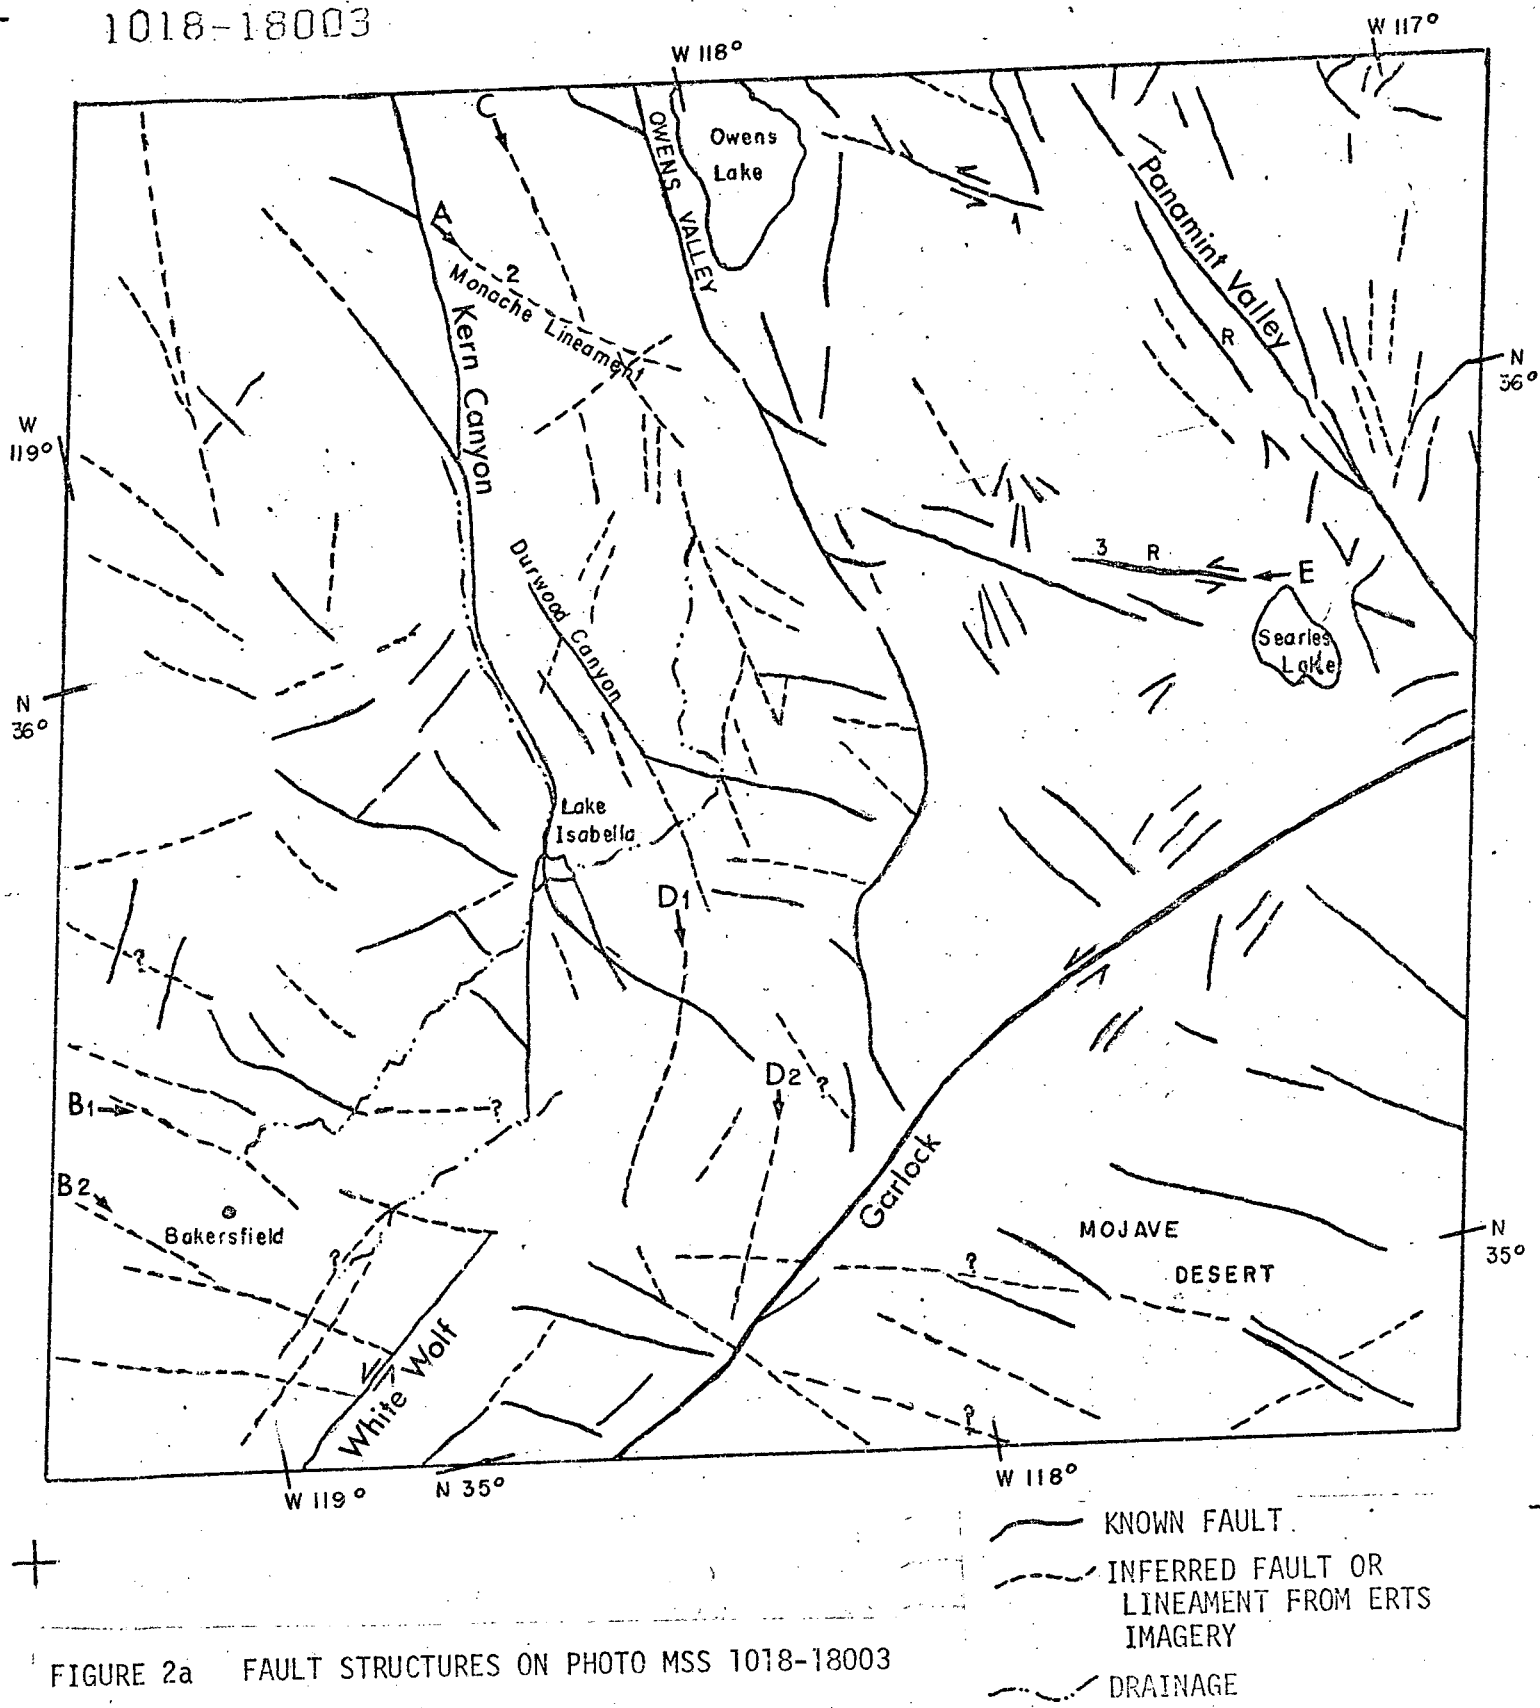 1018-18003
W 118°
W 117°
C
OWENS VALLEY
Owens
Lake
Panamint Valley
A
2
Monache Lineament
1
Kern Canyon
R
N
36°
W
119°
Durwood Canyon
3 R
E
Searles
Lake
N
36°
Lake
Isabella
D1
?
D2
?
B1
?
Garlock
B2
Bakersfield
?
MOJAVE
DESERT
?
N
35°
White Wolf
?
W 119°
N 35°
W 118°
KNOWN FAULT
INFERRED FAULT OR
LINEAMENT FROM ERTS
IMAGERY
DRAINAGE
FIGURE 2a FAULT STRUCTURES ON PHOTO MSS 1018-18003